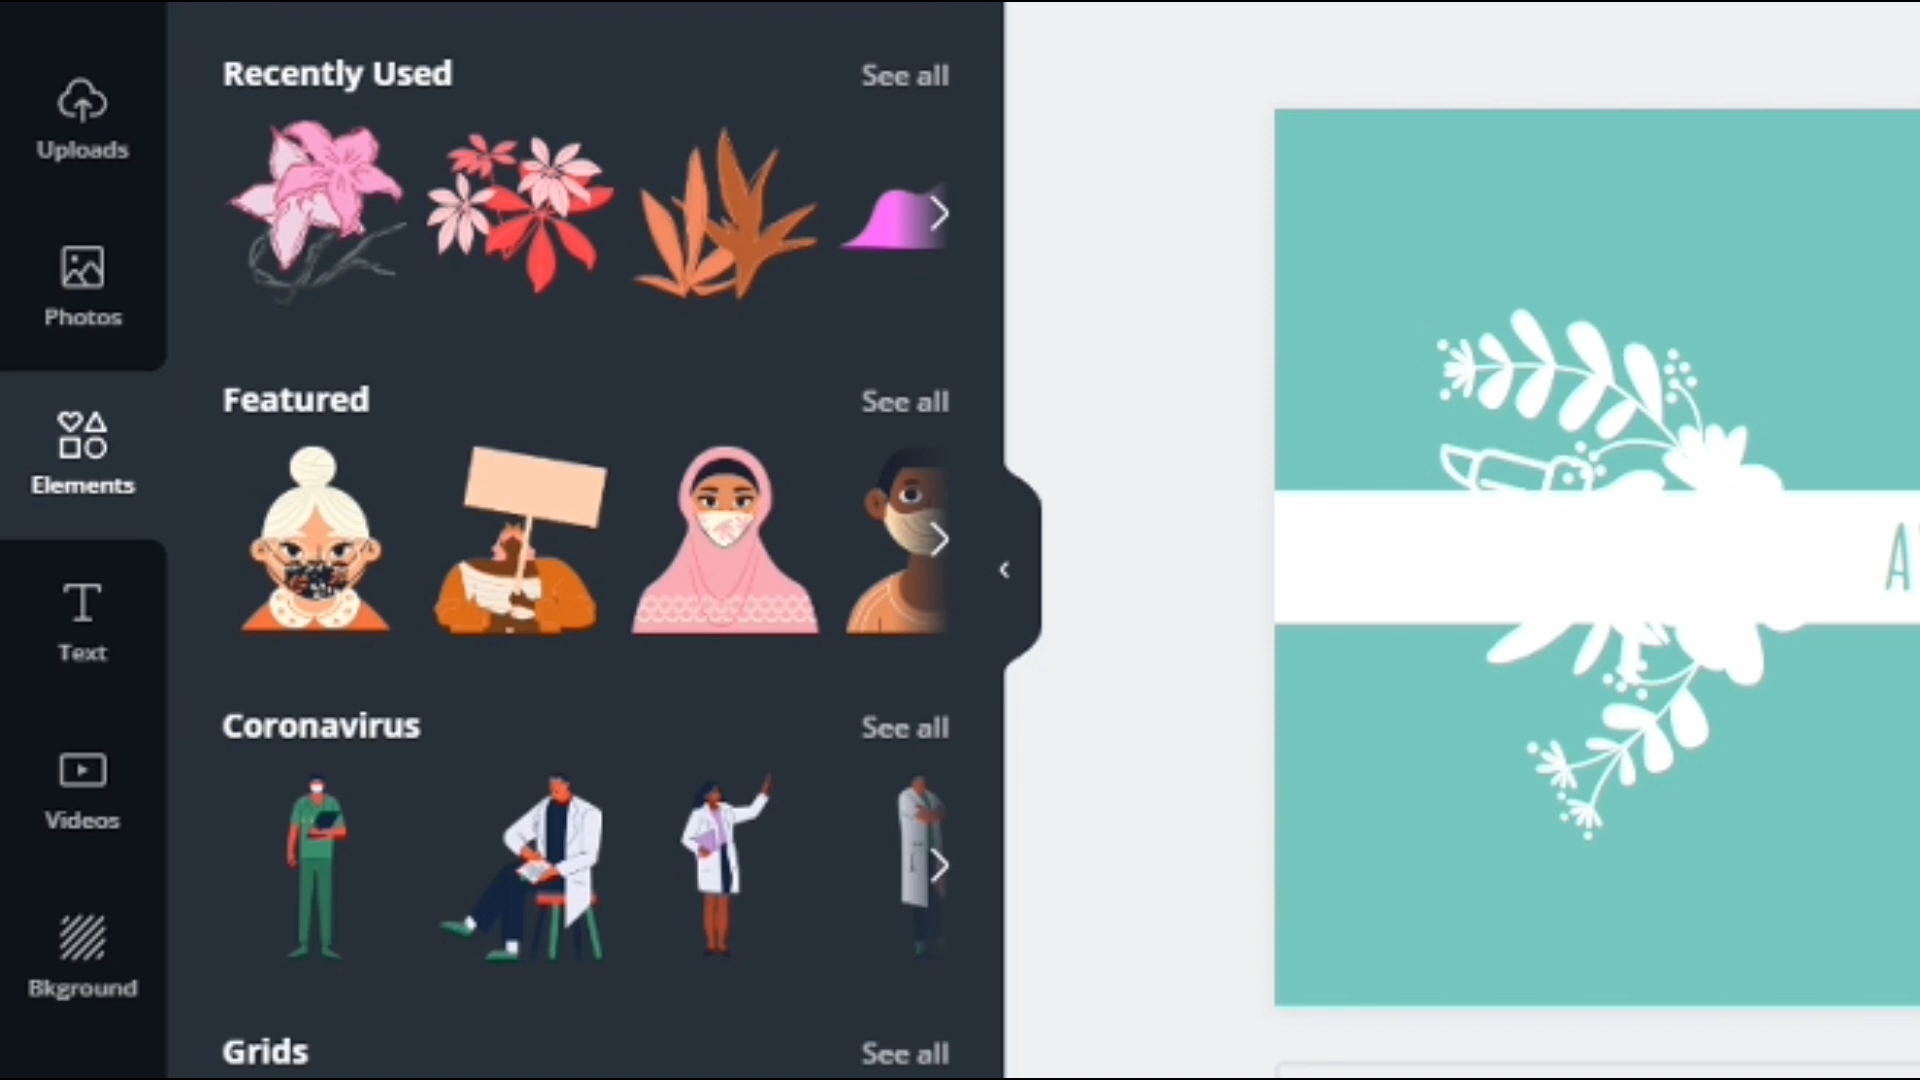 Uploads
Photos
Elements
Text
Videos
Bkground
Recently Used
See all
Featured
See all
Coronavirus
See all
Grids
See all
A